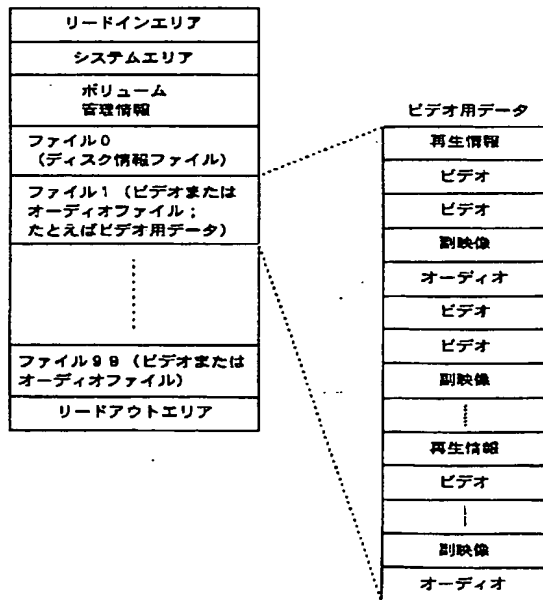 リードインエリア
システムエリア
ボリューム
管理情報
ファイル0
(ディスク情報ファイル)
ファイル1(ビデオまたは
オーディオファイル;
たとえばビデオ用データ)
ファイル99(ビデオまたは
オーディオファイル)
リードアウトエリア
ビデオ用データ
再生情報
ビデオ
ビデオ
副映像
オーディオ
ビデオ
ビデオ
副映像
再生情報
ビデオ
副映像
オーディオ